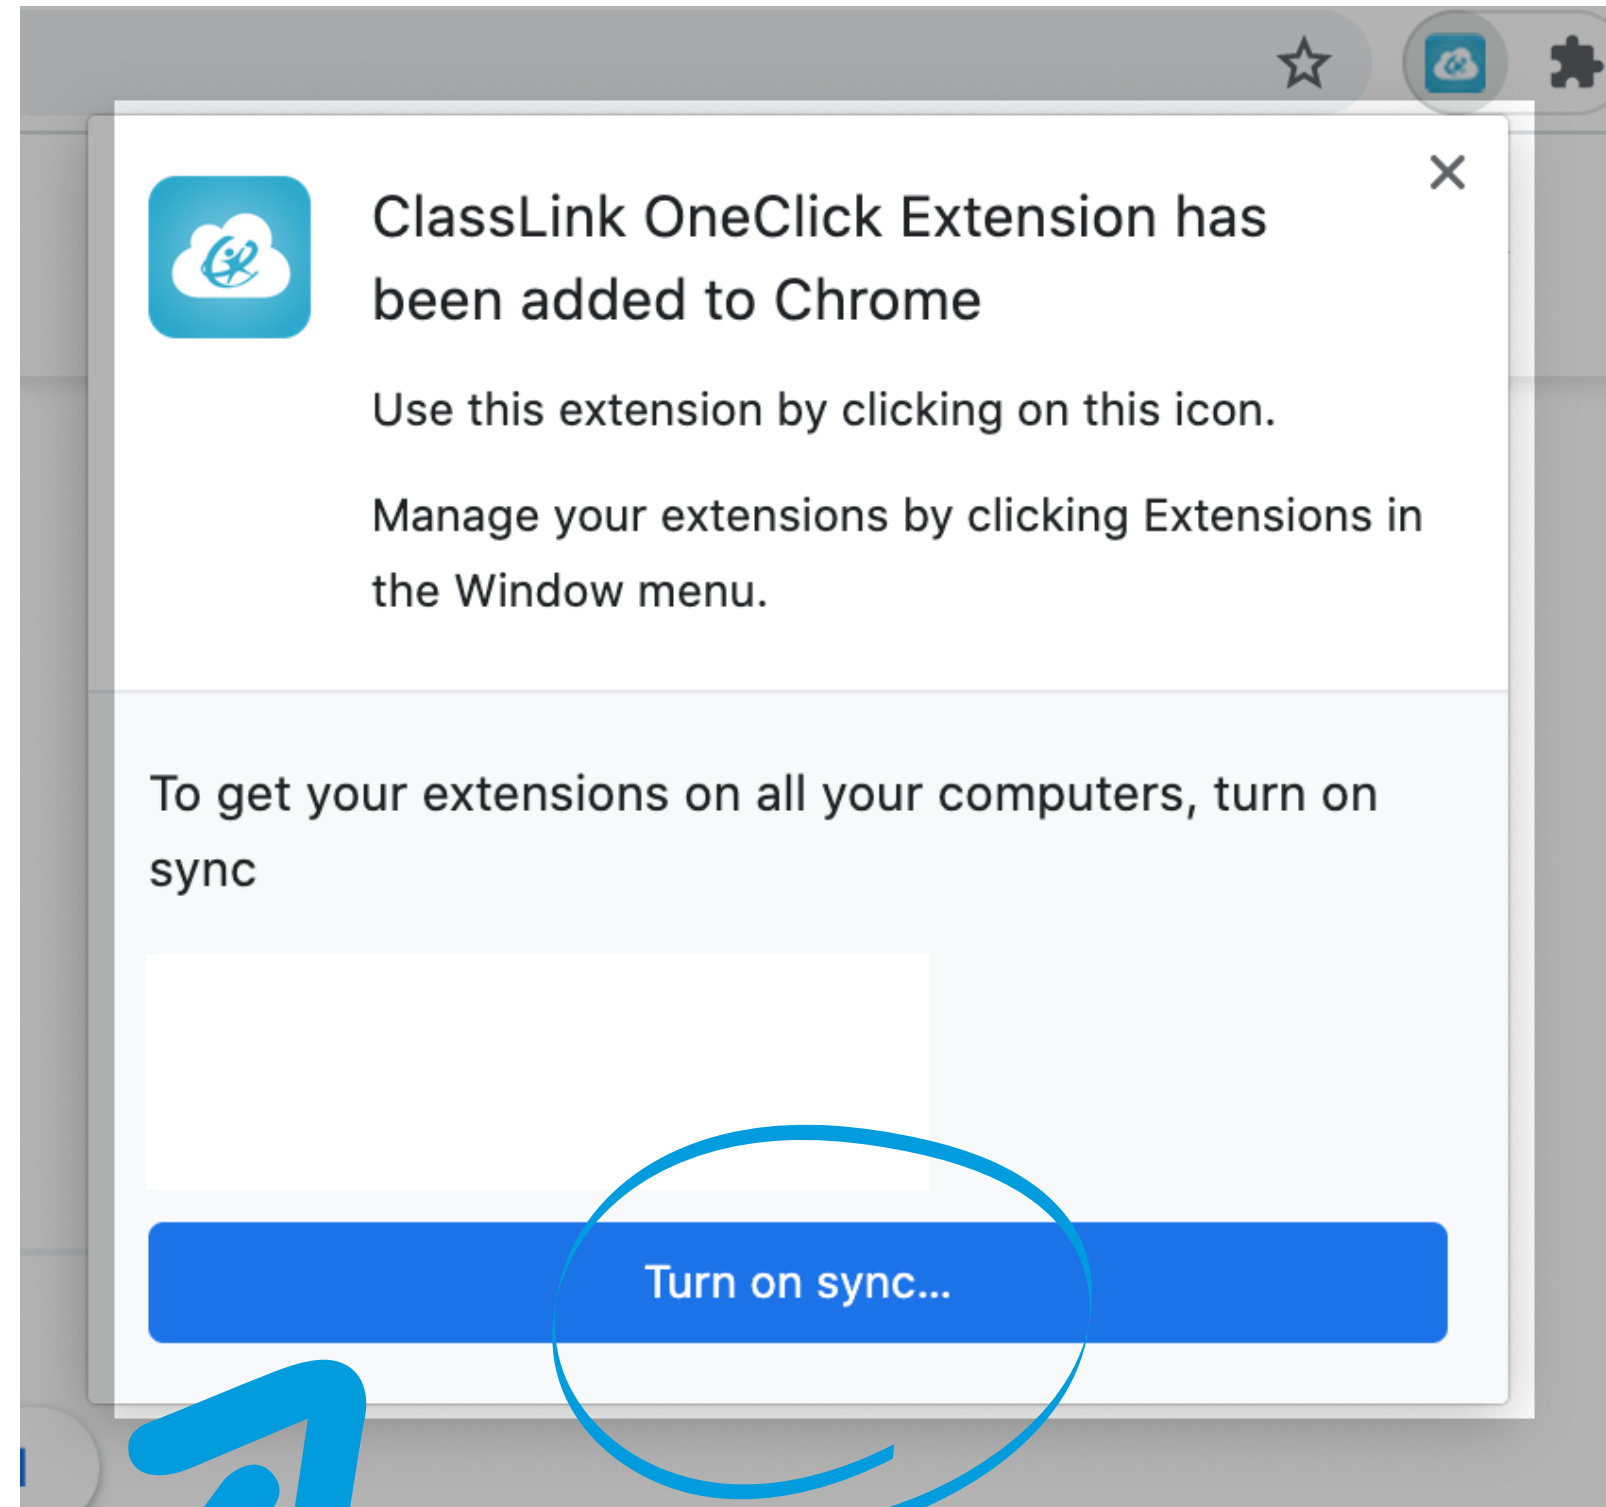 ClassLink OneClick Extension has
been added to Chrome
Use this extension by clicking on this icon.
Manage your extensions by clicking Extensions in
the Window menu.
To get your extensions on all your computers, turn on
sync
Turn on sync...